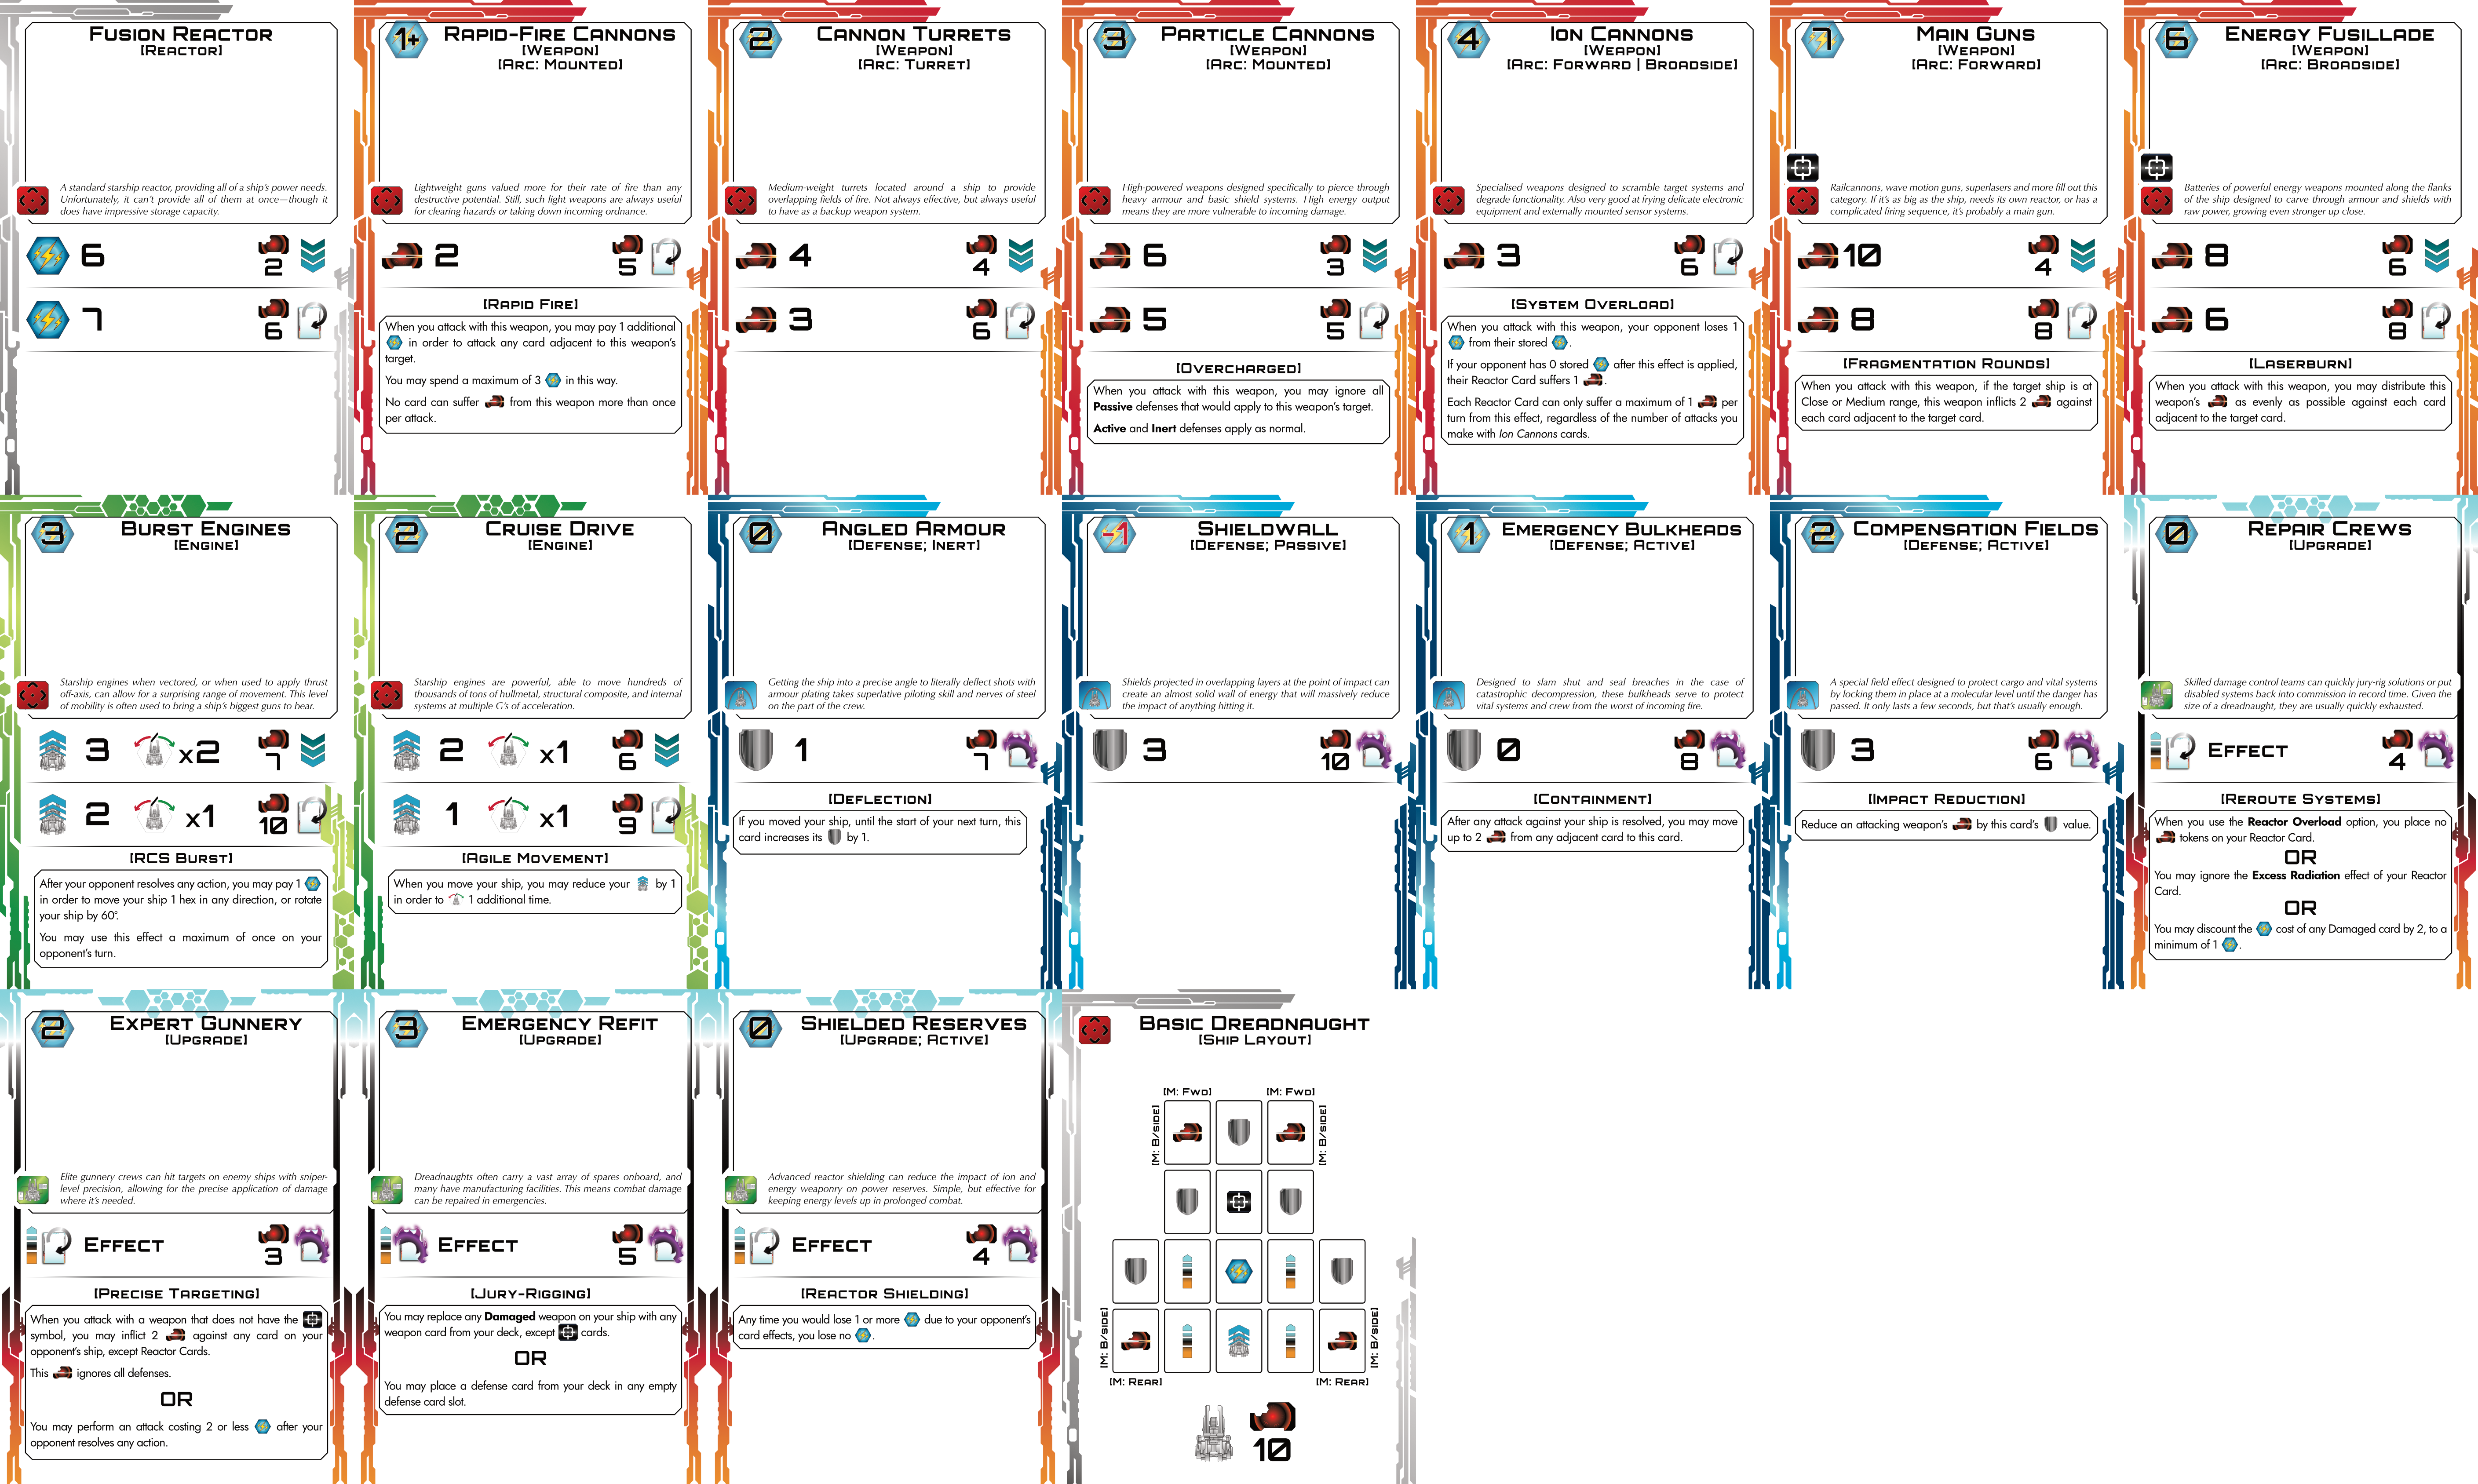 Fusion Reactor
[Reactor]
A standard starship reactor, providing all of a ship's power needs.
Unfortunately, it can't provide all of them at once—though it
does have impressive storage capacity.
6
2
7
6
1+
Rapid-Fire Cannons
[Weapon]
[Arc: Mounted]
Lightweight guns valued more for their rate of fire than any
destructive potential. Still, such light weapons are always useful
for clearing hazards or taking down incoming ordnance.
2
5
[Rapid Fire]
When you attack with this weapon, you may pay 1 additional
in order to attack any card adjacent to this weapon's
target.
You may spend a maximum of 3 in this way.
No card can suffer from this weapon more than once
per attack.
2
Cannon Turrets
[Weapon]
[Arc: Turret]
Medium-weight turrets located around a ship to provide
overlapping fields of fire. Not always effective, but always useful
to have as a backup weapon system.
4
4
3
6
3
Particle Cannons
[Weapon]
[Arc: Mounted]
High-powered weapons designed specifically to pierce through
heavy armour and basic shield systems. High energy output
means they are more vulnerable to incoming damage.
6
3
5
5
[Overcharged]
When you attack with this weapon, you may ignore all
Passive defenses that would apply to this weapon's target.
Active and Inert defenses apply as normal.
4
Ion Cannons
[Weapon]
[Arc: Forward | Broadside]
Specialised weapons designed to scramble target systems and
degrade functionality. Also very good at frying delicate electronic
equipment and externally mounted sensor systems.
3
6
[System Overload]
When you attack with this weapon, your opponent loses 1
from their stored .
If your opponent has 0 stored after this effect is applied,
their Reactor Card suffers 1 .
Each Reactor Card can only suffer a maximum of 1 per
turn from this effect, regardless of the number of attacks you
make with Ion Cannons cards.
7
Main Guns
[Weapon]
[Arc: Forward]
Railcannons, wave motion guns, superlasers and more fill out this
category. If it's as big as the ship, needs its own reactor, or has a
complicated firing sequence, it's probably a main gun.
10
4
8
8
[Fragmentation Rounds]
When you attack with this weapon, if the target ship is at
Close or Medium range, this weapon inflicts 2 against
each card adjacent to the target card.
6
Energy Fusillade
[Weapon]
[Arc: Broadside]
Batteries of powerful energy weapons mounted along the flanks
of the ship designed to carve through armour and shields with
raw power, growing even stronger up close.
8
6
6
8
[Laserburn]
When you attack with this weapon, you may distribute this
weapon's as evenly as possible against each card
adjacent to the target card.
3
Burst Engines
[Engine]
Starship engines when vectored, or when used to apply thrust
off-axis, can allow for a surprising range of movement. This level
of mobility is often used to bring a ship's biggest guns to bear.
3 x2 7
2 x1 10
[RCS Burst]
After your opponent resolves any action, you may pay 1
in order to move your ship 1 hex in any direction, or rotate
your ship by 60°.
You may use this effect a maximum of once on your
opponent's turn.
2
Cruise Drive
[Engine]
Starship engines are powerful, able to move hundreds of
thousands of tons of hullmetal, structural composite, and internal
systems at multiple G's of acceleration.
2 x1 6
1 x1 9
[Agile Movement]
When you move your ship, you may reduce your by 1
in order to 1 additional time.
0
Angled Armour
[Defense; Inert]
Getting the ship into a precise angle to literally deflect shots with
armour plating takes superlative piloting skill and nerves of steel
on the part of the crew.
1
7
[Deflection]
If you moved your ship, until the start of your next turn, this
card increases its by 1.
-1
Shieldwall
[Defense; Passive]
Shields projected in overlapping layers at the point of impact can
create an almost solid wall of energy that will massively reduce
the impact of anything hitting it.
3
10
1
Emergency Bulkheads
[Defense; Active]
Designed to slam shut and seal breaches in the case of
catastrophic decompression, these bulkheads serve to protect
vital systems and crew from the worst of incoming fire.
0
8
[Containment]
After any attack against your ship is resolved, you may move
up to 2 from any adjacent card to this card.
2
Compensation Fields
[Defense; Active]
A special field effect designed to protect cargo and vital systems
by locking them in place at a molecular level until the danger has
passed. It only lasts a few seconds, but that's usually enough.
3
6
[Impact Reduction]
Reduce an attacking weapon's by this card's value.
0
Repair Crews
[Upgrade]
Skilled damage control teams can quickly jury-rig solutions or put
disabled systems back into commission in record time. Given the
size of a dreadnaught, they are usually quickly exhausted.
Effect
4
[Reroute Systems]
When you use the Reactor Overload option, you place no
tokens on your Reactor Card.
OR
You may ignore the Excess Radiation effect of your Reactor
Card.
OR
You may discount the cost of any Damaged card by 2, to a
minimum of 1 .
2
Expert Gunnery
[Upgrade]
Elite gunnery crews can hit targets on enemy ships with sniper-
level precision, allowing for the precise application of damage
where it's needed.
Effect
3
[Precise Targeting]
When you attack with a weapon that does not have the
symbol, you may inflict 2 against any card on your
opponent's ship, except Reactor Cards.
This ignores all defenses.
OR
You may perform an attack costing 2 or less after your
opponent resolves any action.
3
Emergency Refit
[Upgrade]
Dreadnaughts often carry a vast array of spares onboard, and
many have manufacturing facilities. This means combat damage
can be repaired in emergencies.
Effect
5
[Jury-Rigging]
You may replace any Damaged weapon on your ship with any
weapon card from your deck, except cards.
OR
You may place a defense card from your deck in any empty
defense card slot.
0
Shielded Reserves
[Upgrade; Active]
Advanced reactor shielding can reduce the impact of ion and
energy weaponry on power reserves. Simple, but effective for
keeping energy levels up in prolonged combat.
Effect
4
[Reactor Shielding]
Any time you would lose 1 or more due to your opponent's
card effects, you lose no .
Basic Dreadnaught
[Ship Layout]
[M: Fwd] [M: Fwd]
[M: B/side] [M: B/side]
[M: B/side] [M: B/side]
[M: Rear] [M: Rear]
10